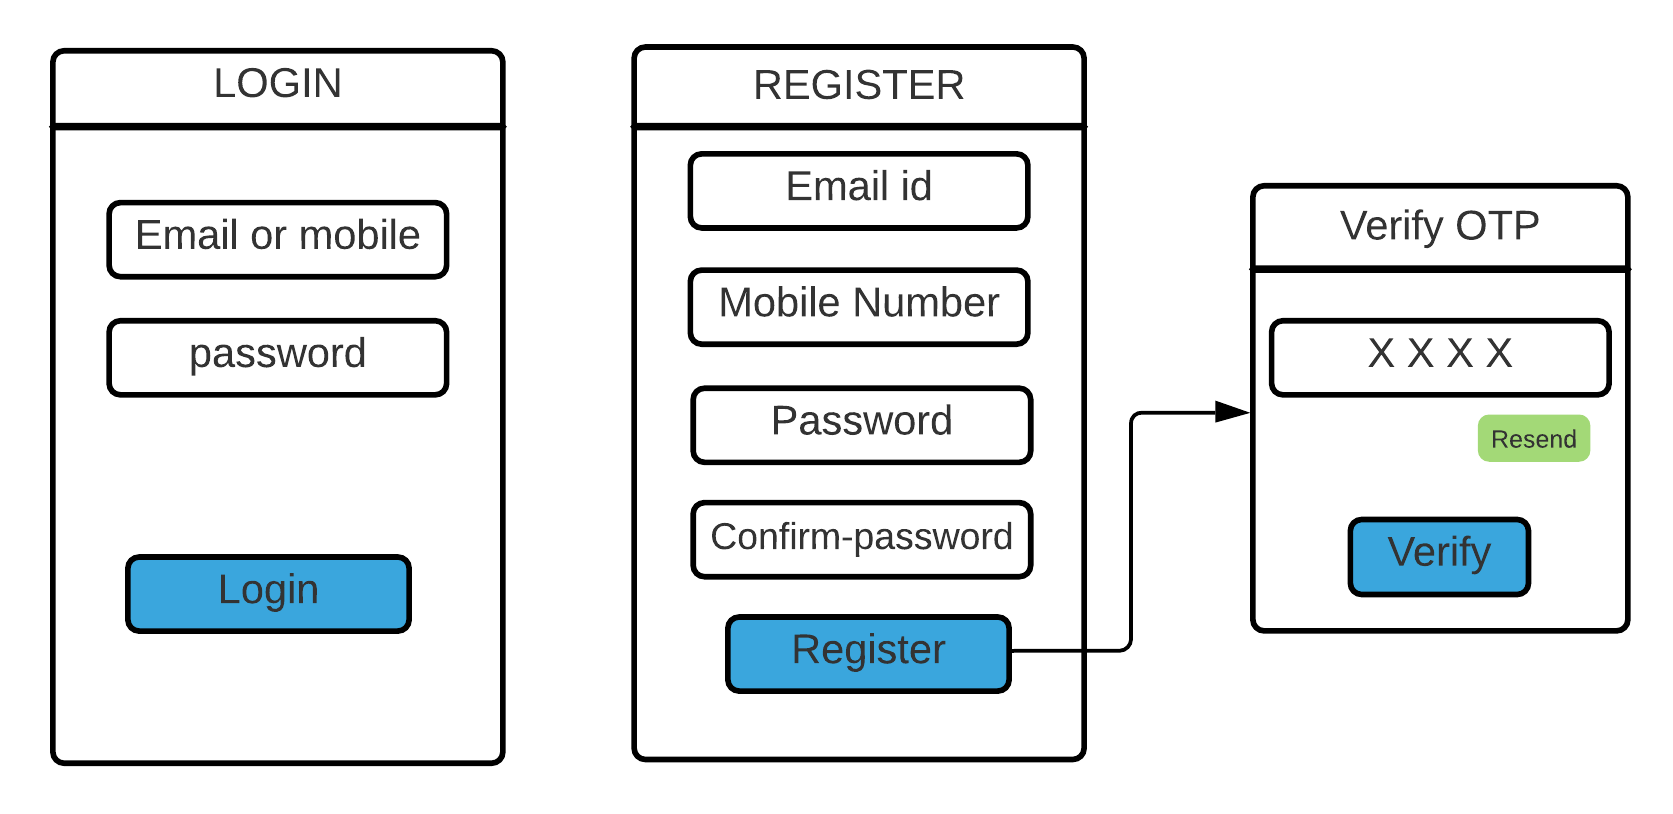 LOGIN
Email or mobile
password
Login
REGISTER
Email id
Mobile Number
Password
Confirm-password
Register
Verify OTP
X X X X
Resend
Verify